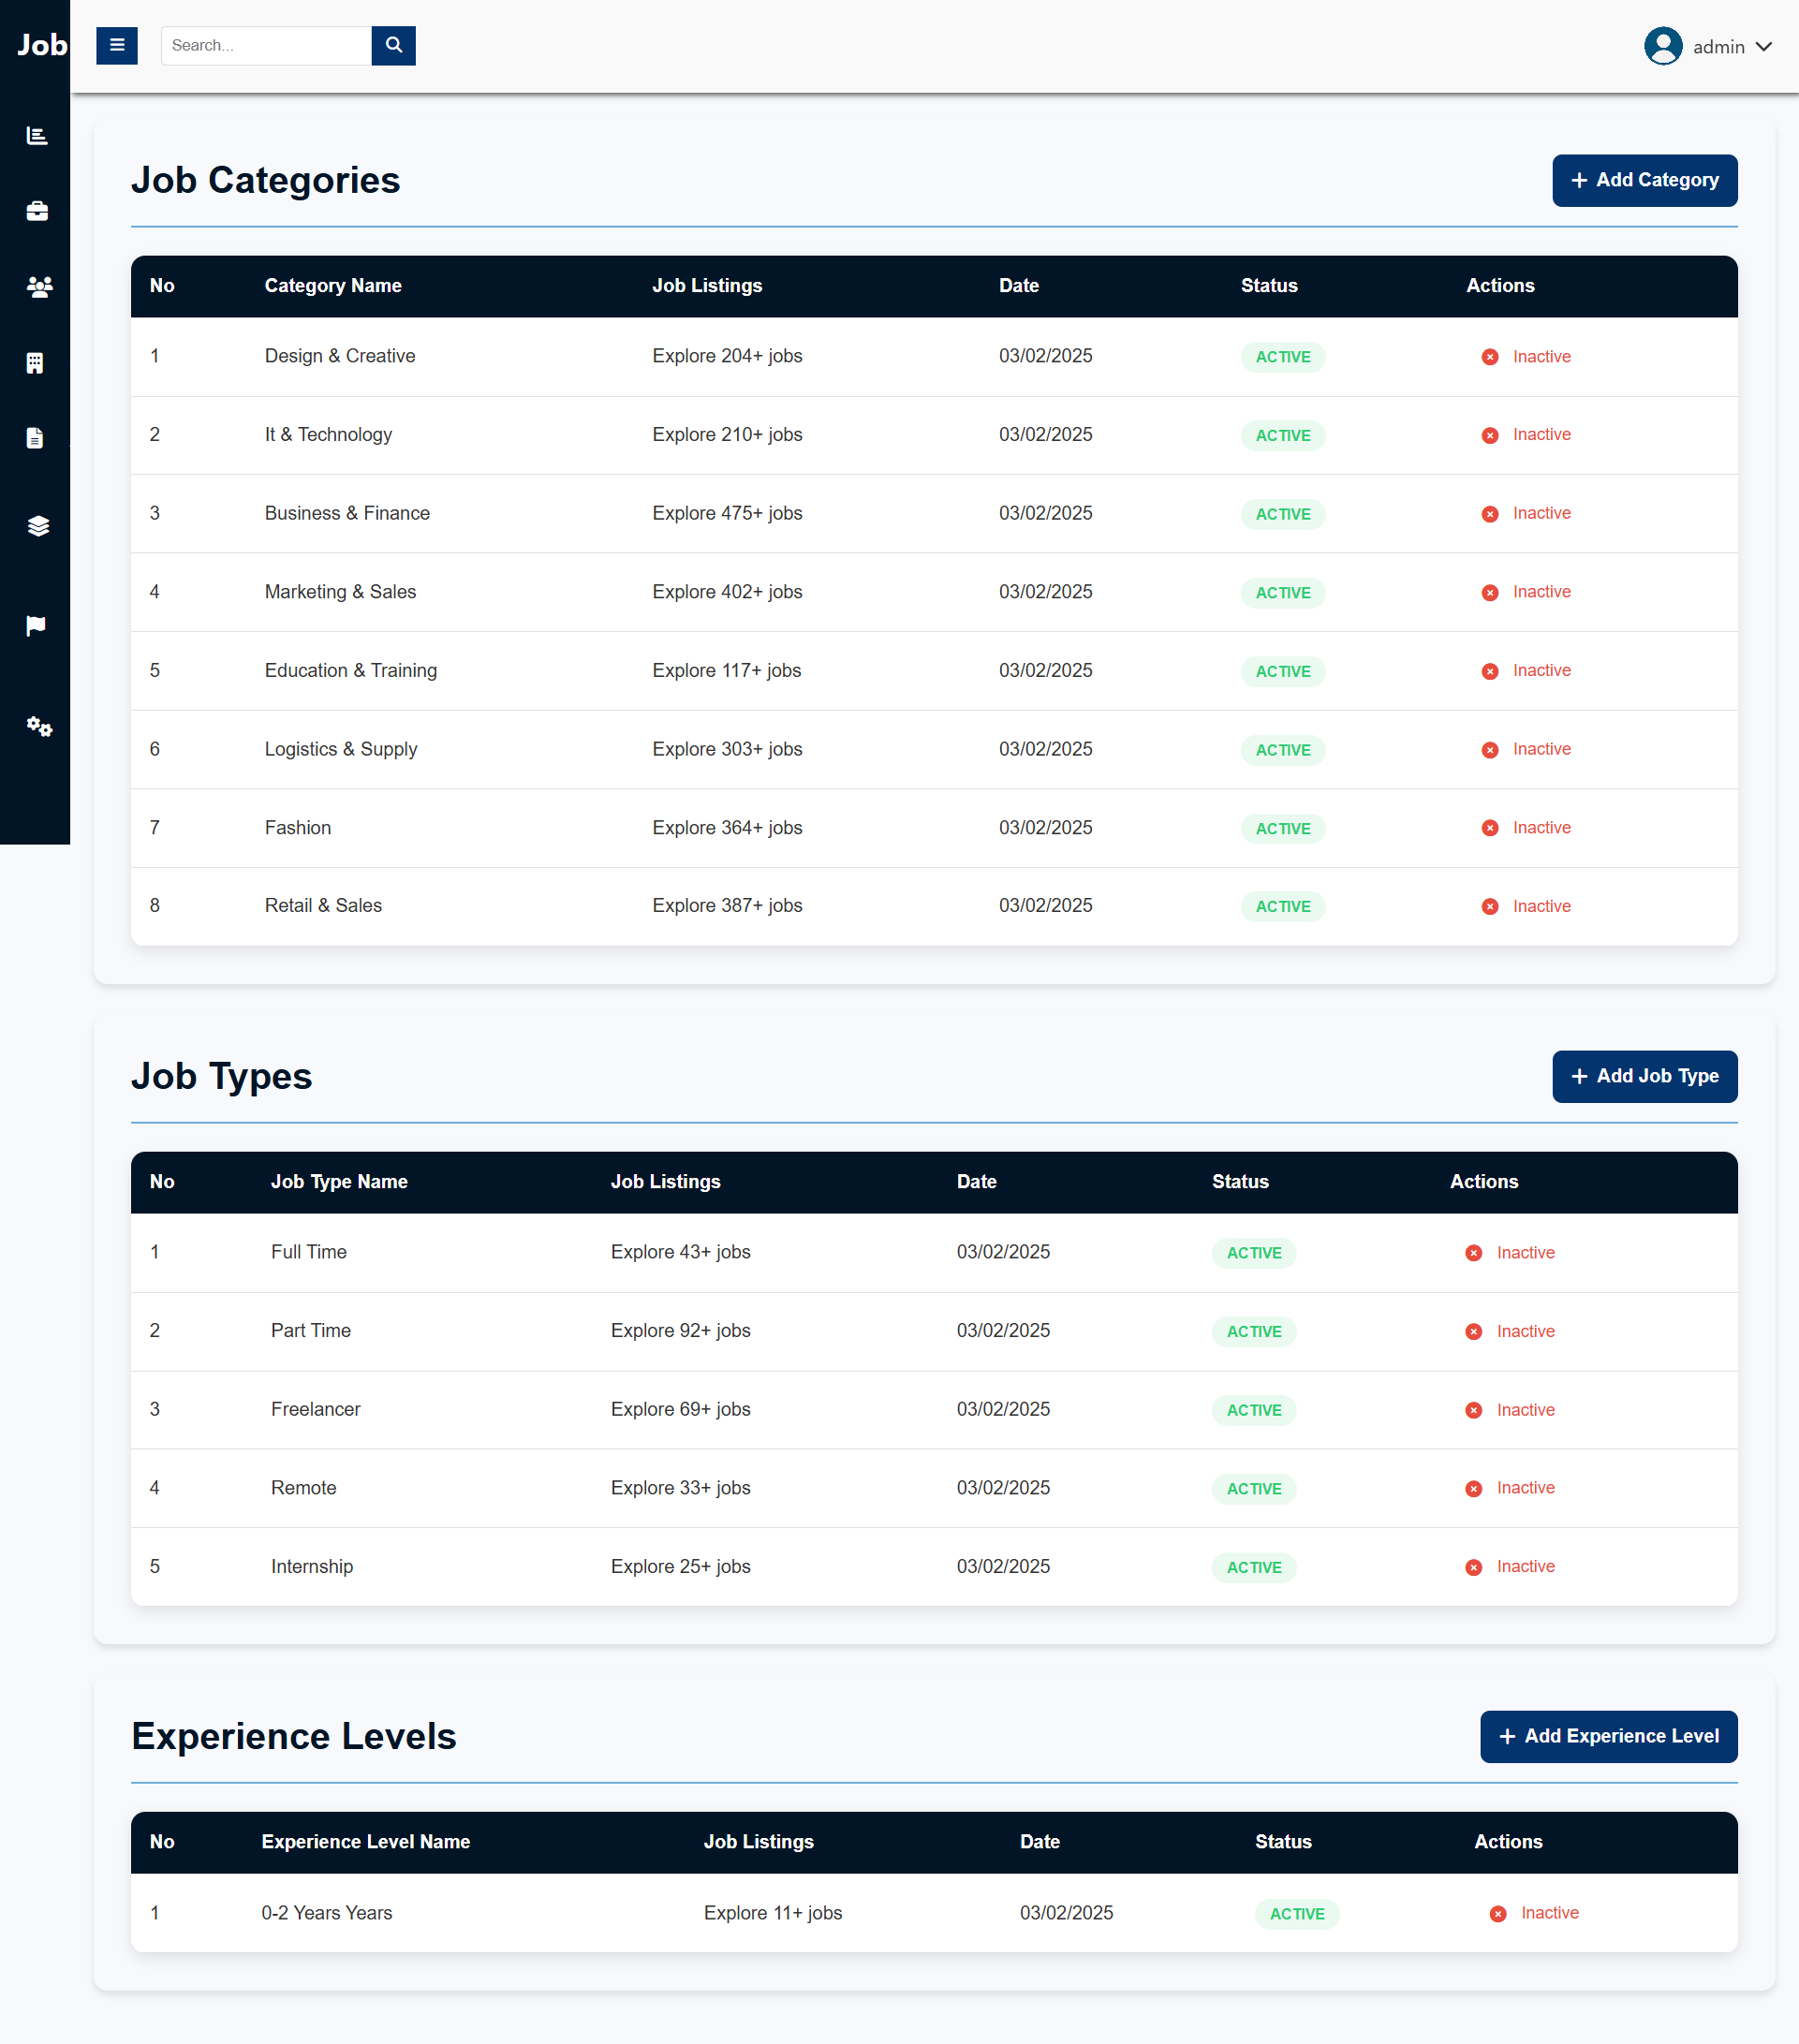 Job
Search...
admin
Job Categories
Add Category
No Category Name Job Listings Date Status Actions
1 Design & Creative Explore 204+ jobs 03/02/2025 ACTIVE Inactive
2 It & Technology Explore 210+ jobs 03/02/2025 ACTIVE Inactive
3 Business & Finance Explore 475+ jobs 03/02/2025 ACTIVE Inactive
4 Marketing & Sales Explore 402+ jobs 03/02/2025 ACTIVE Inactive
5 Education & Training Explore 117+ jobs 03/02/2025 ACTIVE Inactive
6 Logistics & Supply Explore 303+ jobs 03/02/2025 ACTIVE Inactive
7 Fashion Explore 364+ jobs 03/02/2025 ACTIVE Inactive
8 Retail & Sales Explore 387+ jobs 03/02/2025 ACTIVE Inactive
Job Types
Add Job Type
No Job Type Name Job Listings Date Status Actions
1 Full Time Explore 43+ jobs 03/02/2025 ACTIVE Inactive
2 Part Time Explore 92+ jobs 03/02/2025 ACTIVE Inactive
3 Freelancer Explore 69+ jobs 03/02/2025 ACTIVE Inactive
4 Remote Explore 33+ jobs 03/02/2025 ACTIVE Inactive
5 Internship Explore 25+ jobs 03/02/2025 ACTIVE Inactive
Experience Levels
Add Experience Level
No Experience Level Name Job Listings Date Status Actions
1 0-2 Years Years Explore 11+ jobs 03/02/2025 ACTIVE Inactive